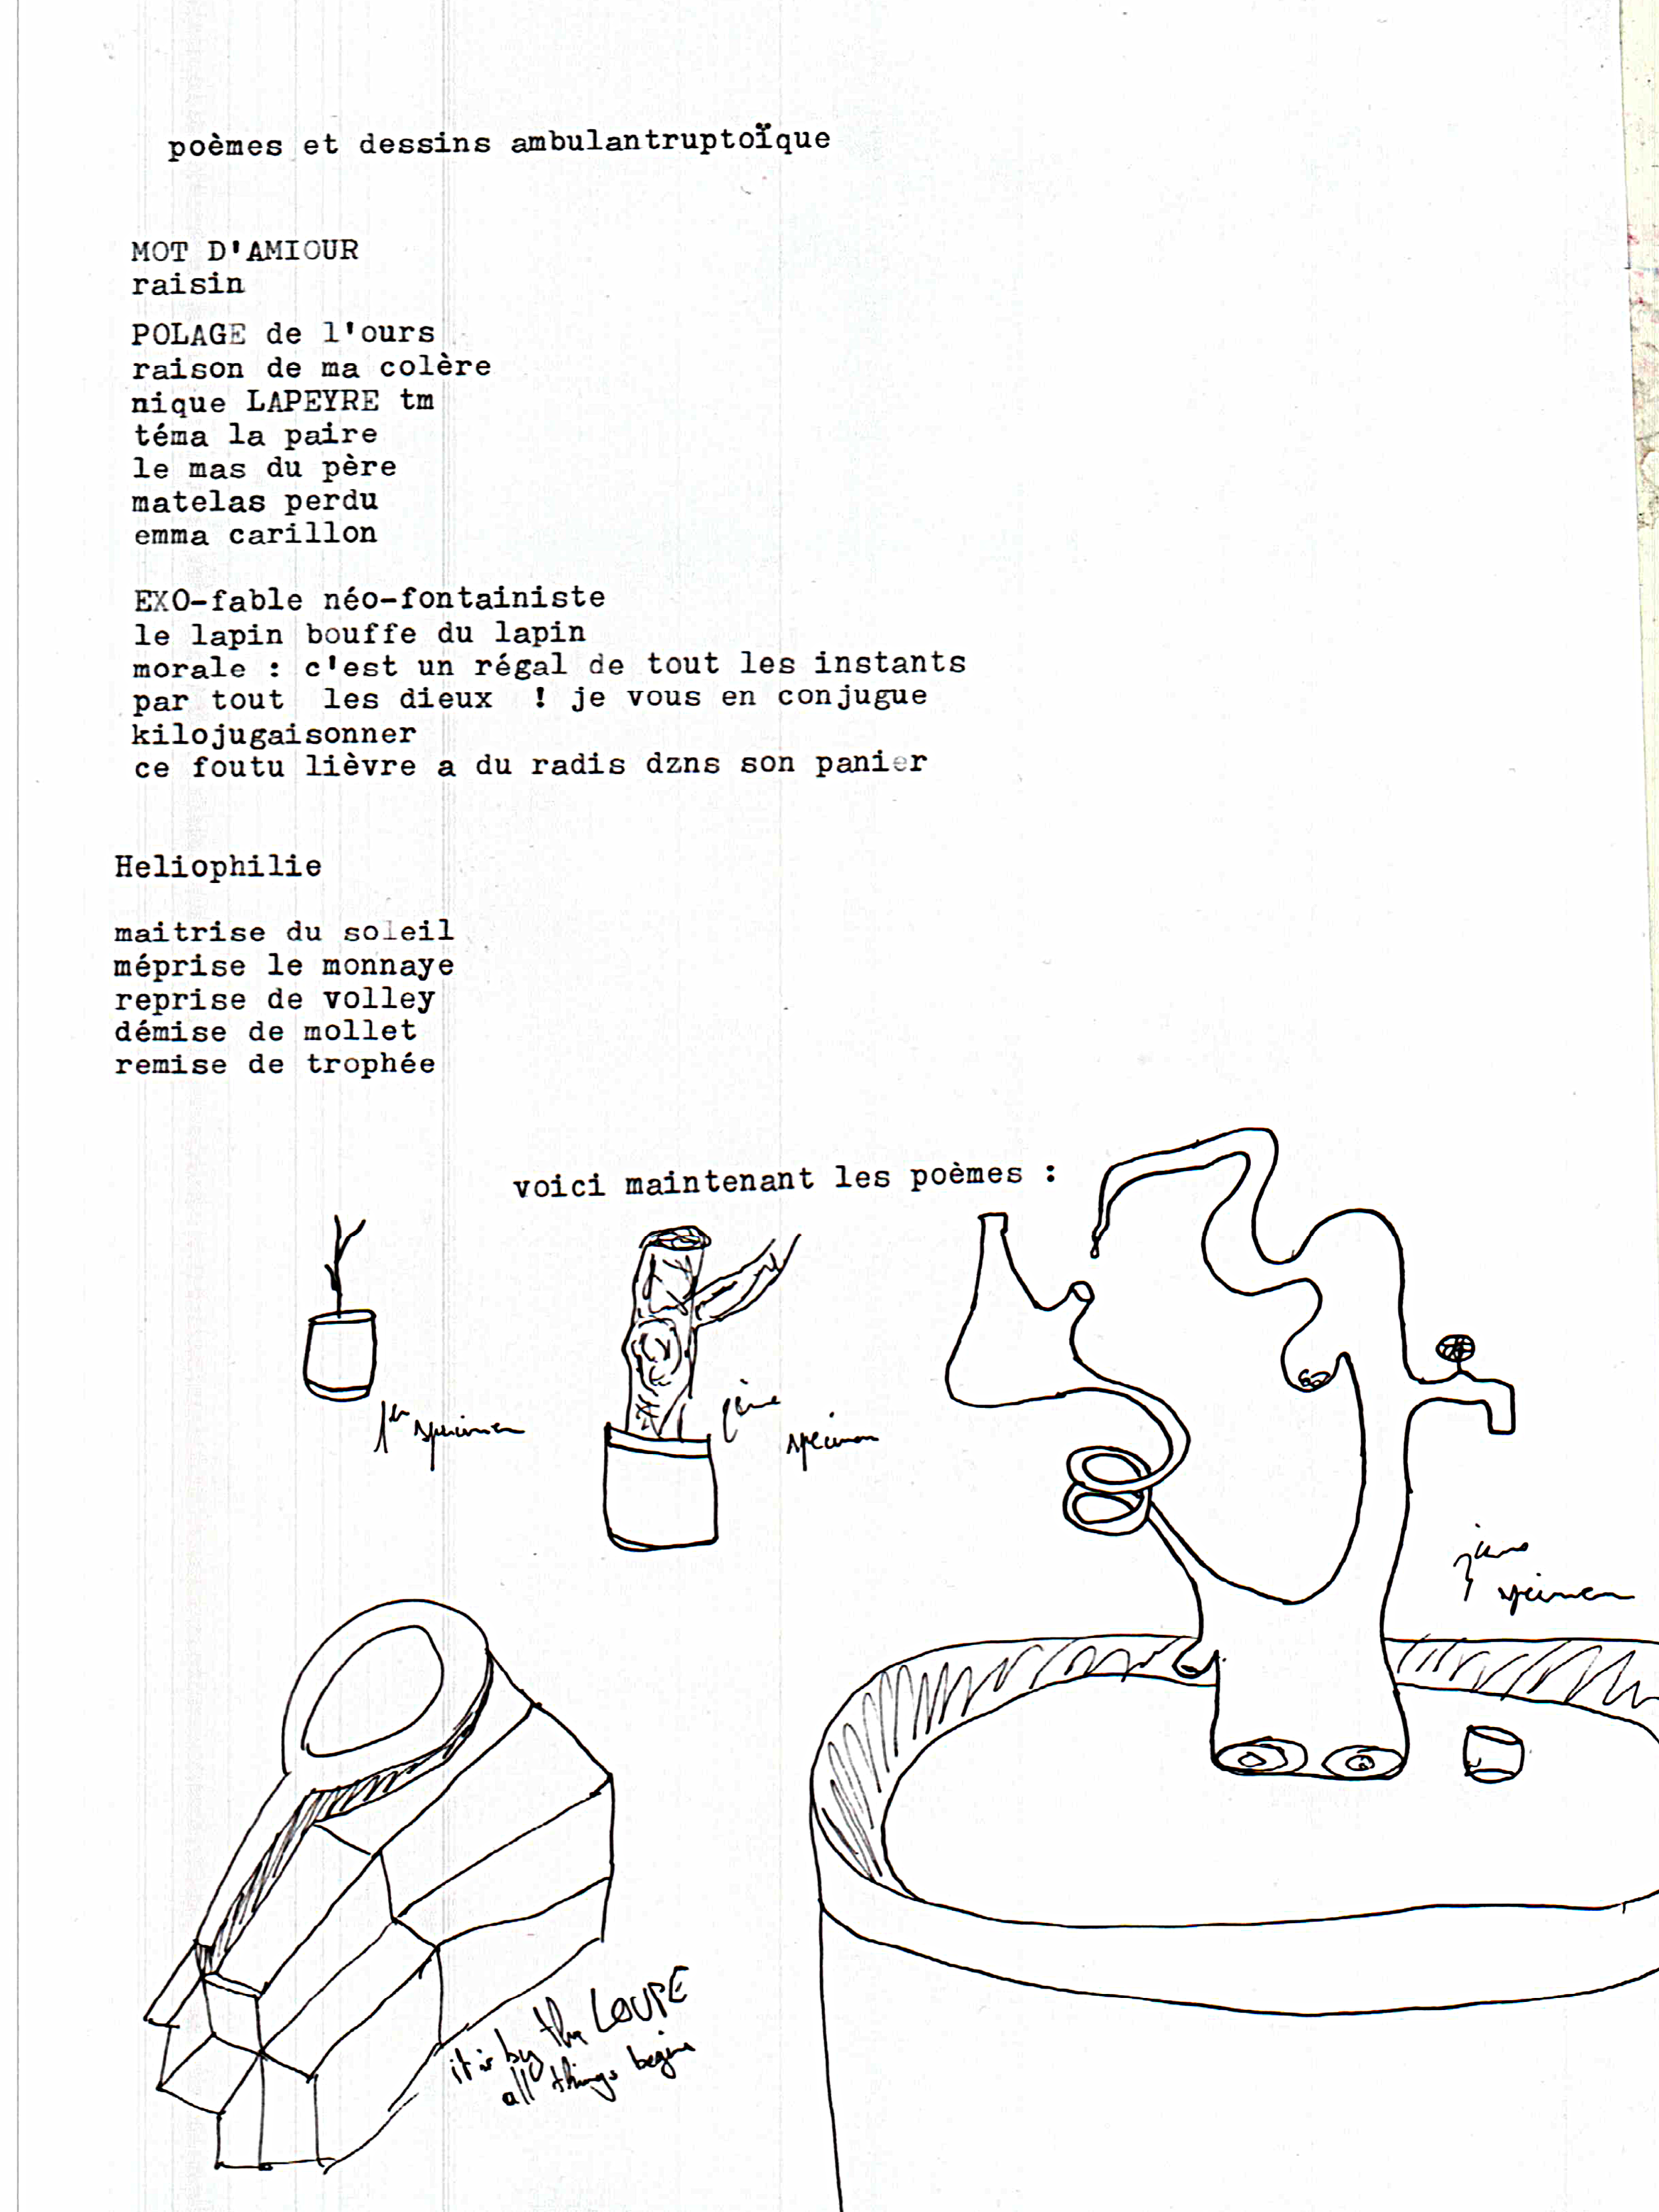 poèmes et dessins ambulantruptoïque
MOT D'AMIOUR
raisin
POLAGE de l'ours
raison de ma colère
nique LAPEYRE tm
téma la paire
le mas du père
matelas perdu
emma carillon
EXO-fable néo-fontainiste
le lapin bouffe du lapin
morale : c'est un régal de tout les instants
par tout les dieux ! je vous en conjugue
kilojugaisonner
ce foutu lièvre a du radis dzns son panier
Heliophilie
maitrise du soleil
méprise le monnaye
reprise de volley
démise de mollet
remise de trophée
voici maintenant les poèmes :
1er specimen
2ème
specimen
3ème
specimen
it is by the LOUPE
all things begin